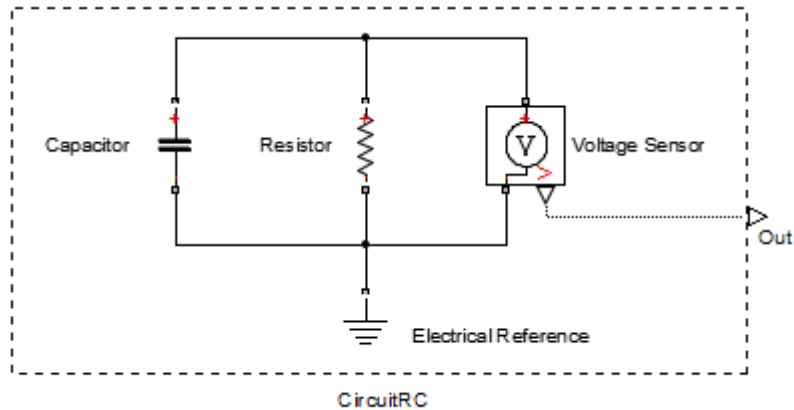 Capacitor
Resistor
V
Voltage Sensor
Out
Electrical Reference
CircuitRC